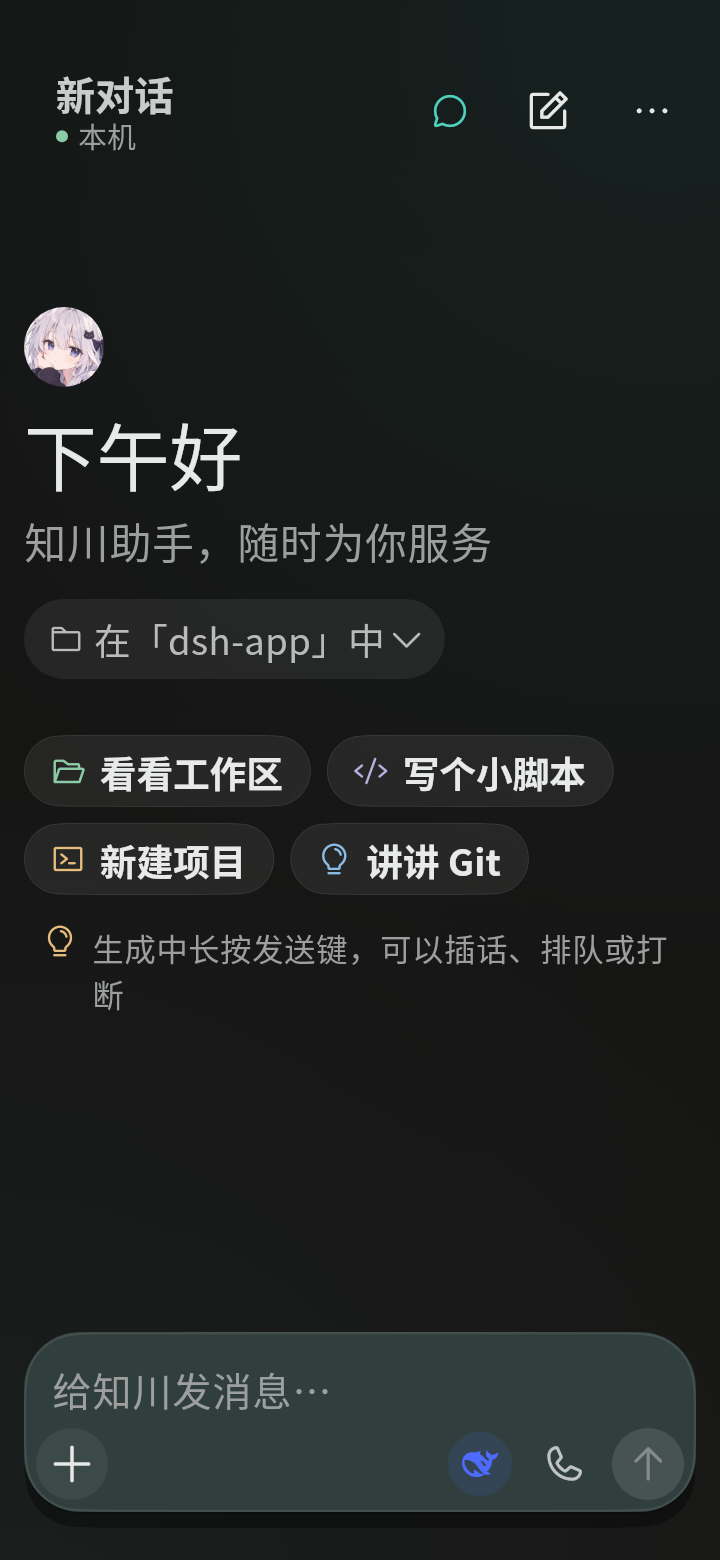 新对话
本机
下午好
知川助手，随时为你服务
在「dsh-app」中
看看工作区
写个小脚本
新建项目
讲讲 Git
生成中长按发送键，可以插话、排队或打
断
给知川发消息…